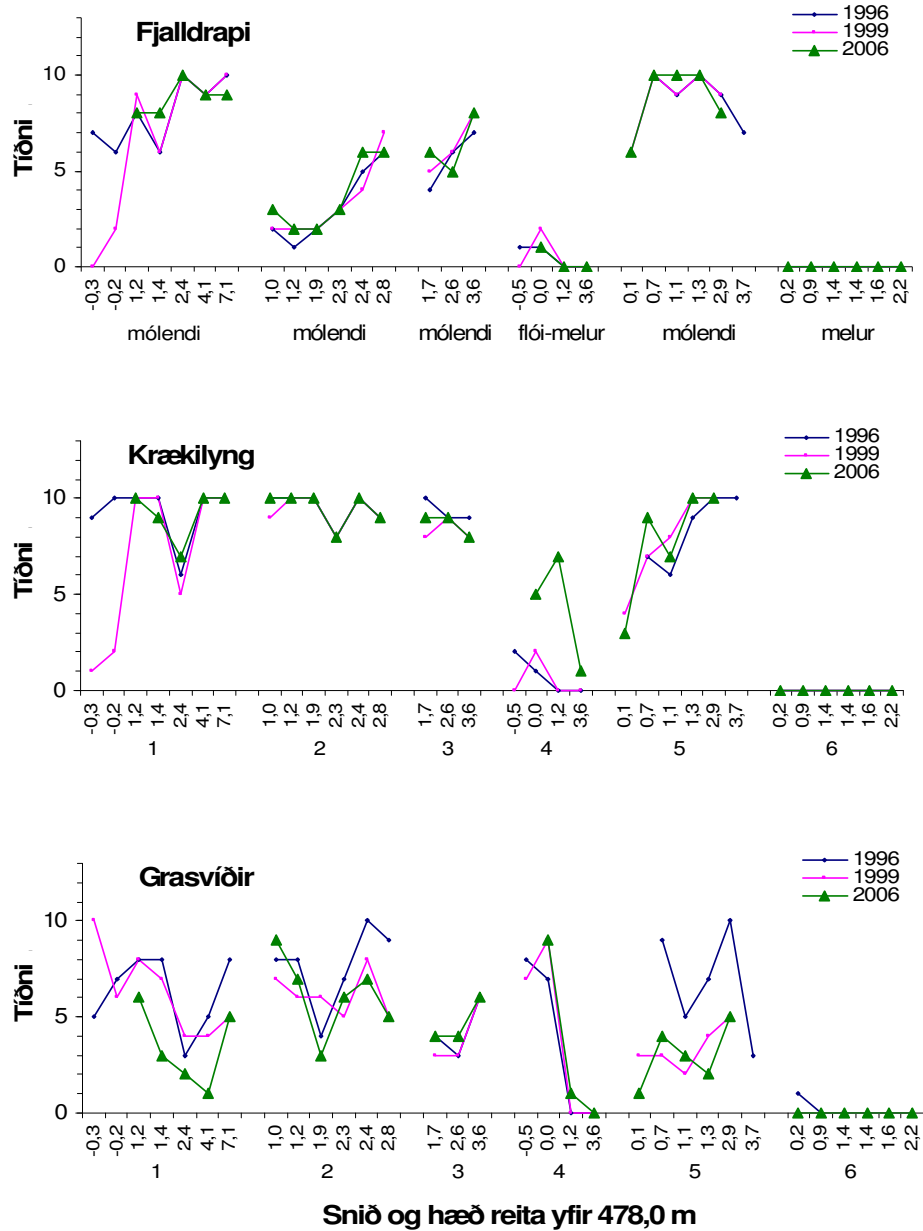 Fjalldrapi
1996
1999
2006
Tíðni
10
5
0
-0,3 -0,2 1,2 1,4 2,4 4,1 7,1 1,0 1,2 1,9 2,3 2,4 2,8 1,7 2,6 3,6 -0,5 0,0 1,2 3,6 0,1 0,7 1,1 1,3 2,9 3,7 0,2 0,9 1,4 1,4 1,6 2,2
mólendi mólendi mólendi flói-melur mólendi melur
Krækilyng
1996
1999
2006
Tíðni
10
5
0
-0,3 -0,2 1,2 1,4 2,4 4,1 7,1 1,0 1,2 1,9 2,3 2,4 2,8 1,7 2,6 3,6 -0,5 0,0 1,2 3,6 0,1 0,7 1,1 1,3 2,9 3,7 0,2 0,9 1,4 1,4 1,6 2,2
1 2 3 4 5 6
Grasvíðir
1996
1999
2006
Tíðni
10
5
0
-0,3 -0,2 1,2 1,4 2,4 4,1 7,1 1,0 1,2 1,9 2,3 2,4 2,8 1,7 2,6 3,6 -0,5 0,0 1,2 3,6 0,1 0,7 1,1 1,3 2,9 3,7 0,2 0,9 1,4 1,4 1,6 2,2
1 2 3 4 5 6
Snið og hæð reita yfir 478,0 m